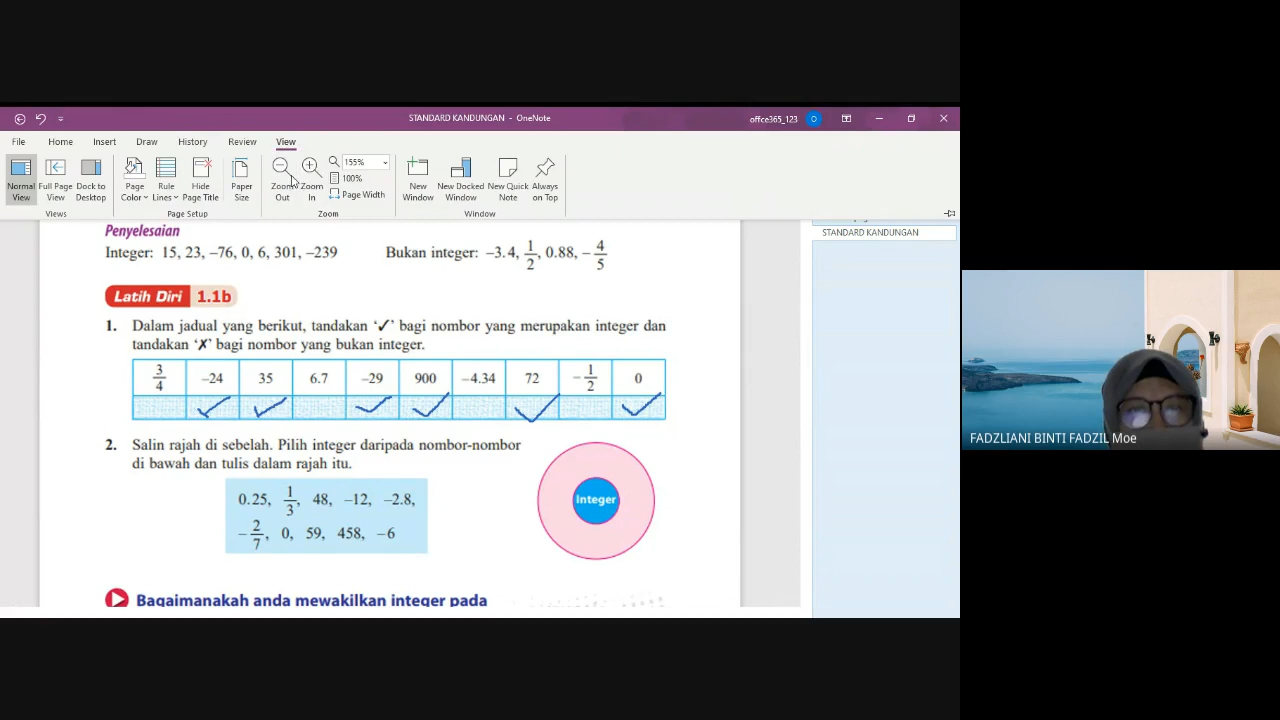 STANDARD KANDUNGAN - OneNote
offce365_123 O
File Home Insert Draw History Review View
Normal View
Full Page View
Dock to Desktop
Page Color
Rule Lines
Hide Page Title
Paper Size
Zoom Out
Zoom In
155%
100%
Page Width
New Window
New Docked Window
New Quick Note
Always on Top
Views Page Setup Zoom Window
STANDARD KANDUNGAN
Penyelesaian
Integer: 15, 23, –76, 0, 6, 301, –239 Bukan integer: –3.4, 1/2, 0.88, –4/5
Latih Diri 1.1b
1. Dalam jadual yang berikut, tandakan ‘✓’ bagi nombor yang merupakan integer dan
tandakan ‘✗’ bagi nombor yang bukan integer.
3/4 –24 35 6.7 –29 900 –4.34 72 –1/2 0
✓ ✓ ✓ ✓ ✓ ✓
2. Salin rajah di sebelah. Pilih integer daripada nombor-nombor
di bawah dan tulis dalam rajah itu.
0.25, 1/3, 48, –12, –2.8,
–2/7, 0, 59, 458, –6
Integer
Bagaimanakah anda mewakilkan integer pada
FADZLIANI BINTI FADZIL Moe